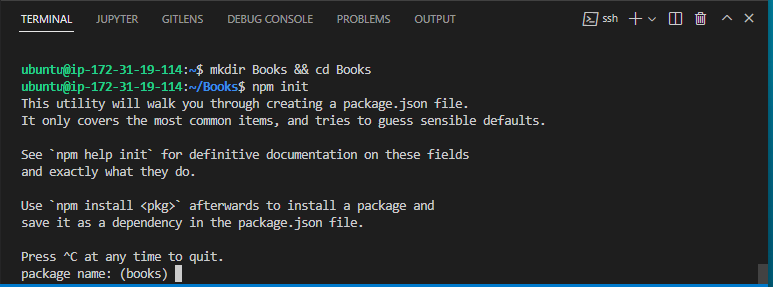 TERMINAL JUPYTER GITLENS DEBUG CONSOLE PROBLEMS OUTPUT ssh
ubuntu@ip-172-31-19-114:~$ mkdir Books && cd Books
ubuntu@ip-172-31-19-114:~/Books$ npm init
This utility will walk you through creating a package.json file.
It only covers the most common items, and tries to guess sensible defaults.
See `npm help init` for definitive documentation on these fields
and exactly what they do.
Use `npm install <pkg>` afterwards to install a package and
save it as a dependency in the package.json file.
Press ^C at any time to quit.
package name: (books)